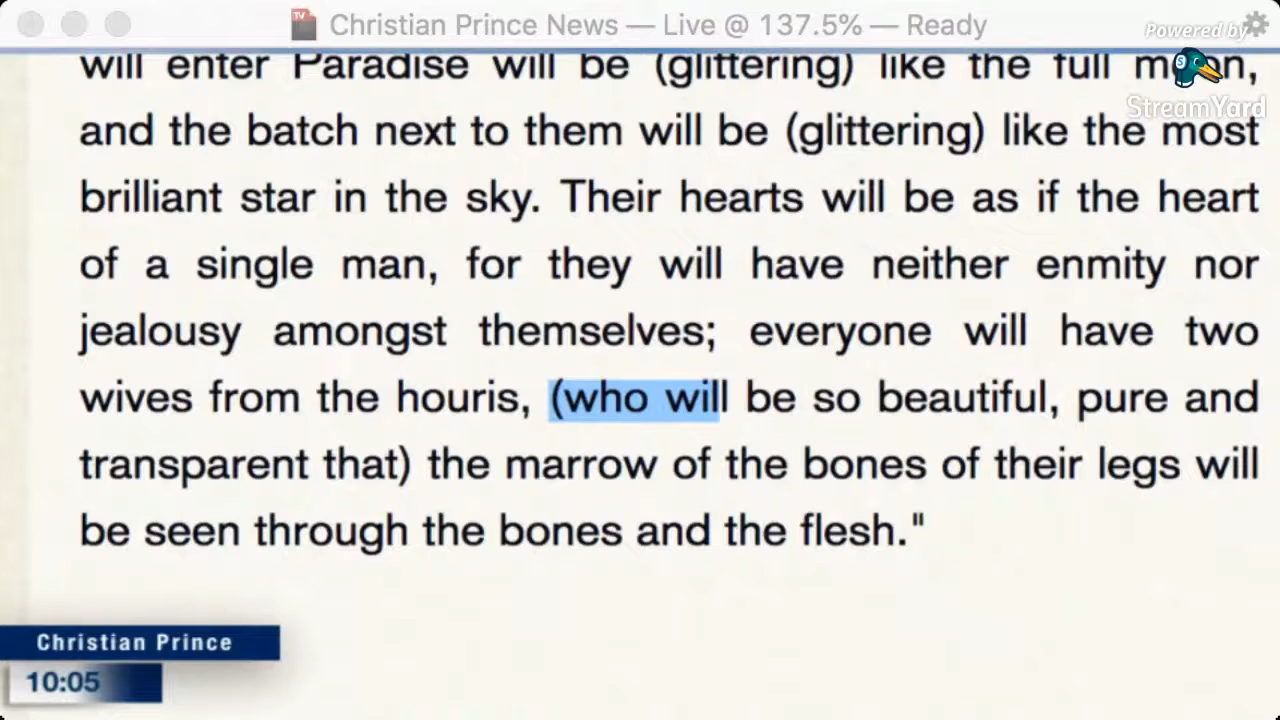 Christian Prince News — Live @ 137.5% — Ready
Powered by
StreamYard
will enter Paradise will be (glittering) like the full moon,
and the batch next to them will be (glittering) like the most
brilliant star in the sky. Their hearts will be as if the heart
of a single man, for they will have neither enmity nor
jealousy amongst themselves; everyone will have two
wives from the houris, (who will be so beautiful, pure and
transparent that) the marrow of the bones of their legs will
be seen through the bones and the flesh."
Christian Prince
10:05